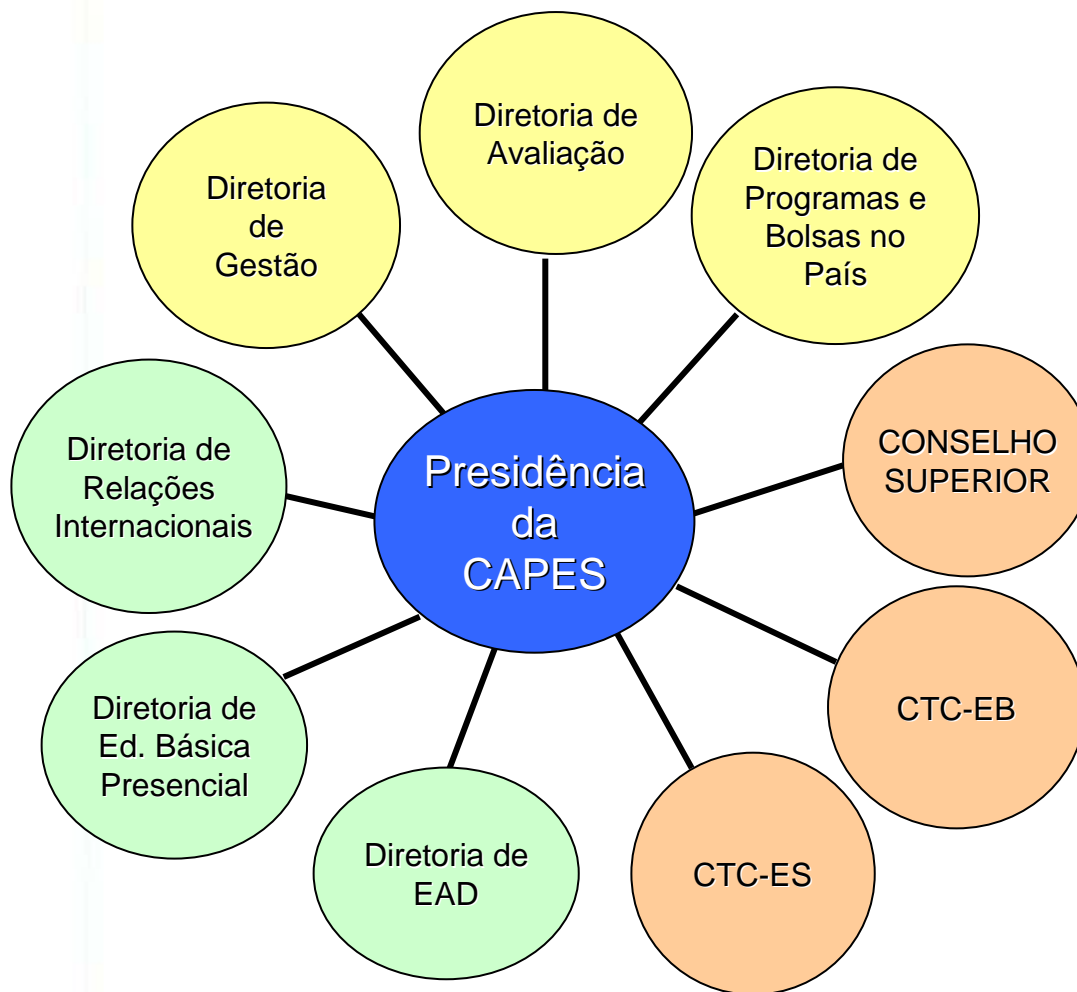 Diretoria de
Avaliação
Diretoria de
Programas e
Bolsas no
País
Diretoria
de
Gestão
CONSELHO
SUPERIOR
Diretoria de
Relações
Internacionais
Presidência
da
CAPES
CTC-EB
Diretoria de
Ed. Básica
Presencial
Diretoria de
EAD
CTC-ES